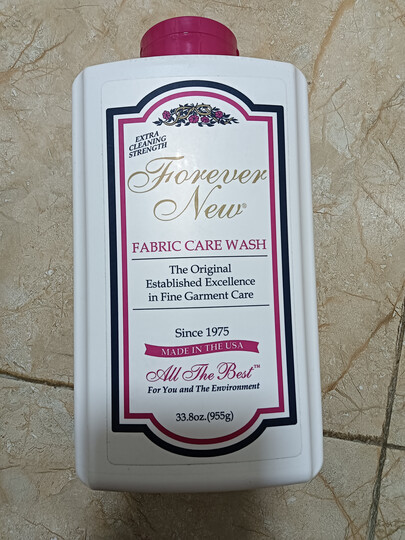 EXTRA
CLEANING
STRENGTH
Forever
New®
FABRIC CARE WASH
The Original
Established Excellence
in Fine Garment Care
Since 1975
MADE IN THE USA
All The Best™
For You and The Environment
33.8oz.(955g)